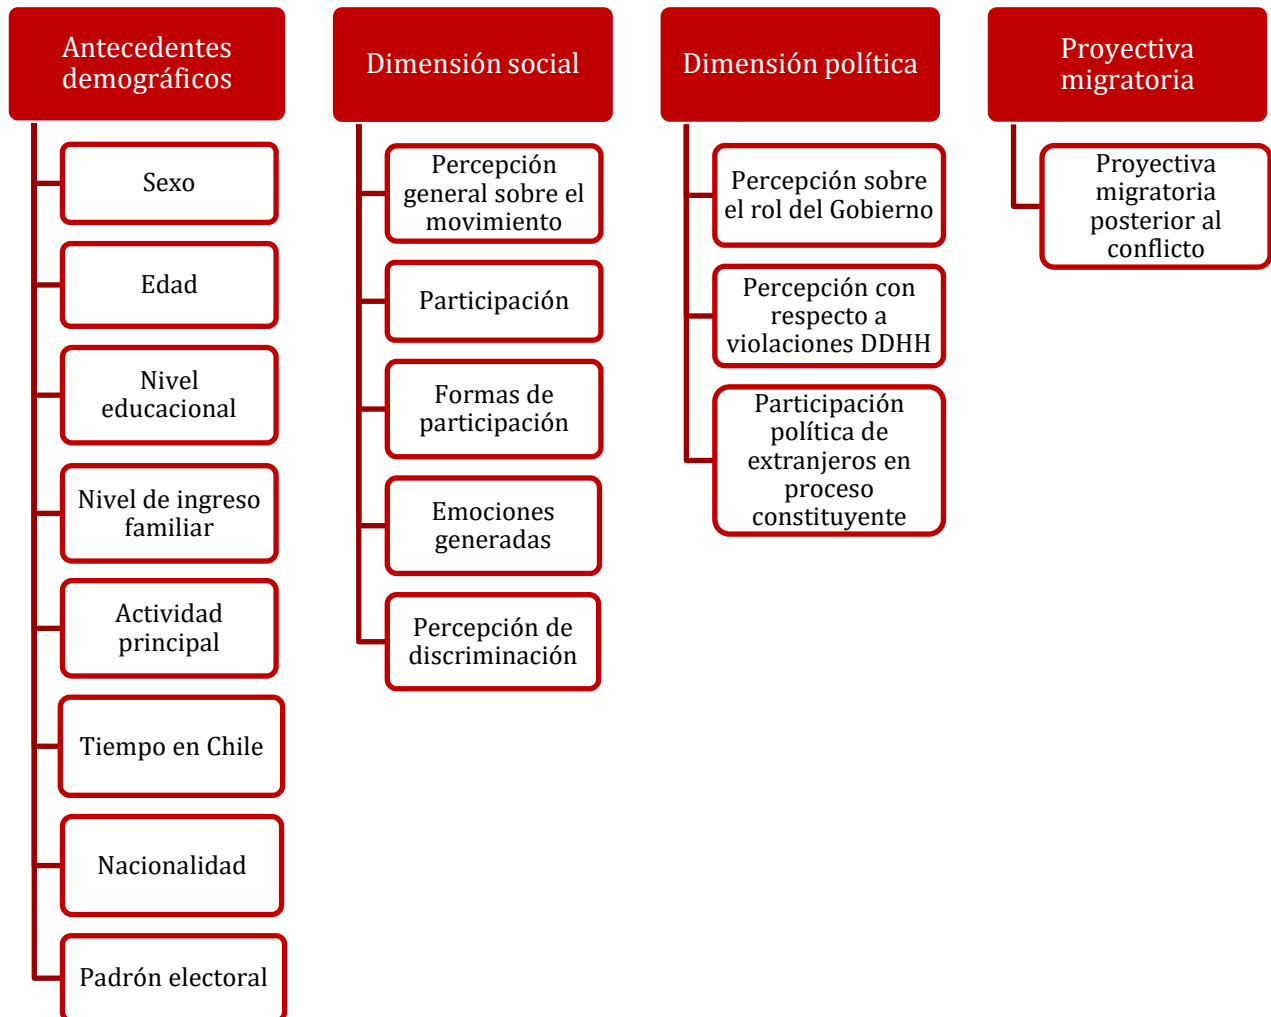 Antecedentes
demográficos
Sexo
Edad
Nivel
educacional
Nivel de ingreso
familiar
Actividad
principal
Tiempo en Chile
Nacionalidad
Padrón electoral
Dimensión social
Percepción
general sobre el
movimiento
Participación
Formas de
participación
Emociones
generadas
Percepción de
discriminación
Dimensión política
Percepción sobre
el rol del Gobierno
Percepción con
respecto a
violaciones DDHH
Participación
política de
extranjeros en
proceso
constituyente
Proyectiva
migratoria
Proyectiva
migratoria
posterior al
conflicto